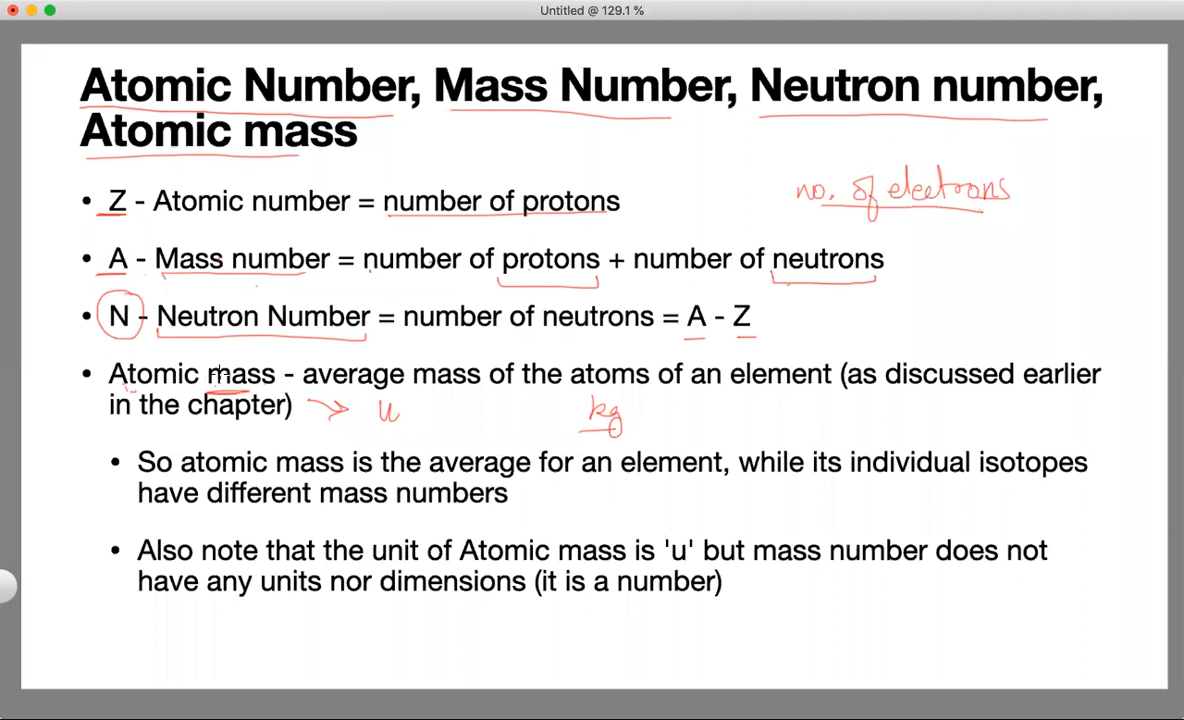 Untitled @ 129.1 %
Atomic Number, Mass Number, Neutron number,
Atomic mass
• Z - Atomic number = number of protons
no. of electrons
• A - Mass number = number of protons + number of neutrons
• N - Neutron Number = number of neutrons = A - Z
• Atomic mass - average mass of the atoms of an element (as discussed earlier
in the chapter) → u kg
• So atomic mass is the average for an element, while its individual isotopes
have different mass numbers
• Also note that the unit of Atomic mass is 'u' but mass number does not
have any units nor dimensions (it is a number)